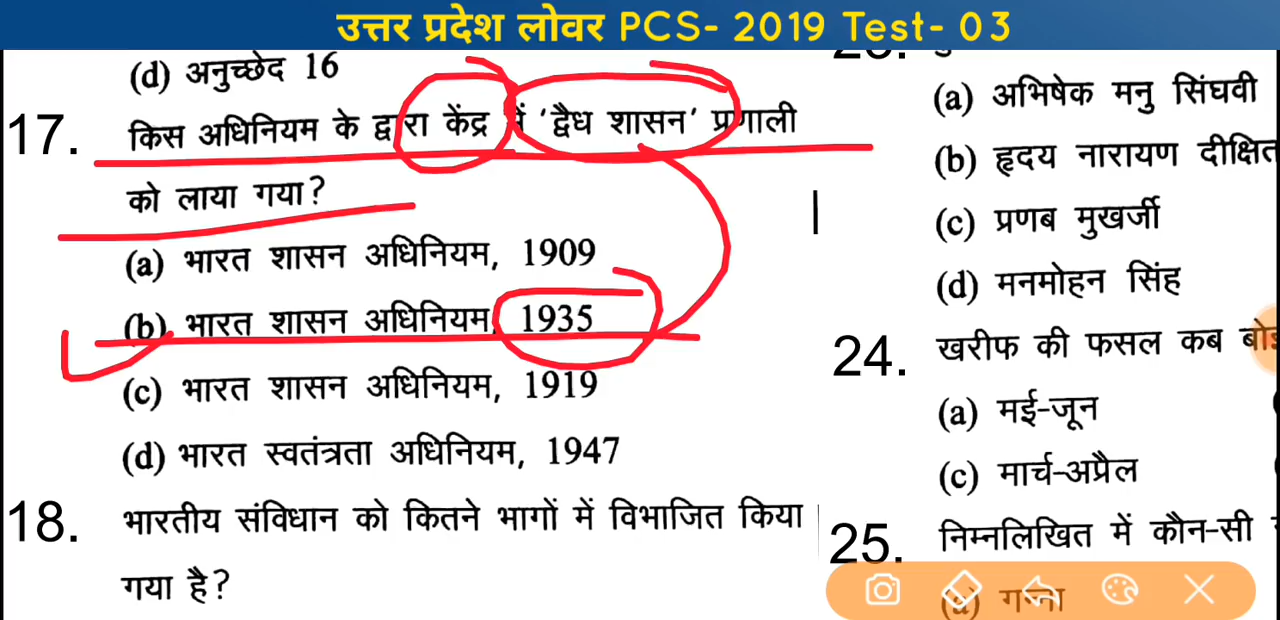 उत्तर प्रदेश लोवर PCS- 2019 Test- 03
(d) अनुच्छेद 16
17. किस अधिनियम के द्वारा केंद्र में 'द्वैध शासन' प्रणाली
को लाया गया?
(a) भारत शासन अधिनियम, 1909
(b) भारत शासन अधिनियम, 1935
(c) भारत शासन अधिनियम, 1919
(d) भारत स्वतंत्रता अधिनियम, 1947
18. भारतीय संविधान को कितने भागों में विभाजित किया
गया है?
(a) अभिषेक मनु सिंघवी
(b) हृदय नारायण दीक्षित
(c) प्रणब मुखर्जी
(d) मनमोहन सिंह
24. खरीफ की फसल कब
(a) मई-जून
(c) मार्च-अप्रैल
25. निम्नलिखित में कौन-सी
(a) गन्ना